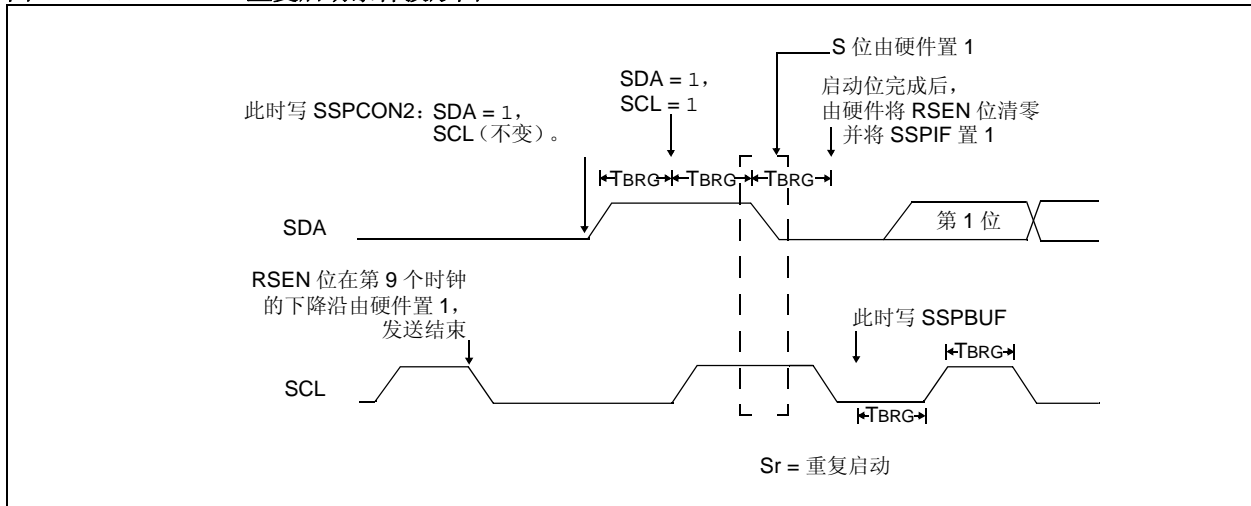 S 位由硬件置 1
SDA = 1,
SCL = 1
启动位完成后，
由硬件将 RSEN 位清零
并将 SSPIF 置 1
此时写 SSPCON2：SDA = 1,
SCL（不变）。
TBRG
TBRG
TBRG
SDA
第 1 位
RSEN 位在第 9 个时钟
的下降沿由硬件置 1，
发送结束
此时写 SSPBUF
TBRG
SCL
TBRG
Sr = 重复启动